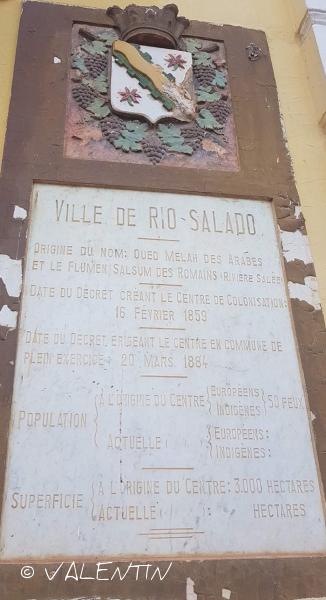 VILLE DE RIO-SALADO
ORIGINE DU NOM: OUED MELAH DES ARABES
ET LE FLUMEN SALSUM DES ROMAINS (RIVIÈRE SALÉE)
DATE DU DÉCRET CRÉANT LE CENTRE DE COLONISATION:
16 FÉVRIER 1859
DATE DU DÉCRET ERIGEANT LE CENTRE EN COMMUNE DE
PLEIN EXERCICE: 20 MARS 1884
POPULATION { A L'ORIGINE DU CENTRE { EUROPÉENS INDIGÈNES } 50 FEUX
ACTUELLE ( ) { EUROPÉENS: INDIGÈNES:
SUPERFICIE { A L'ORIGINE DU CENTRE: 3.000 HECTARES
ACTUELLE ( ): HECTARES
© VALENTIN